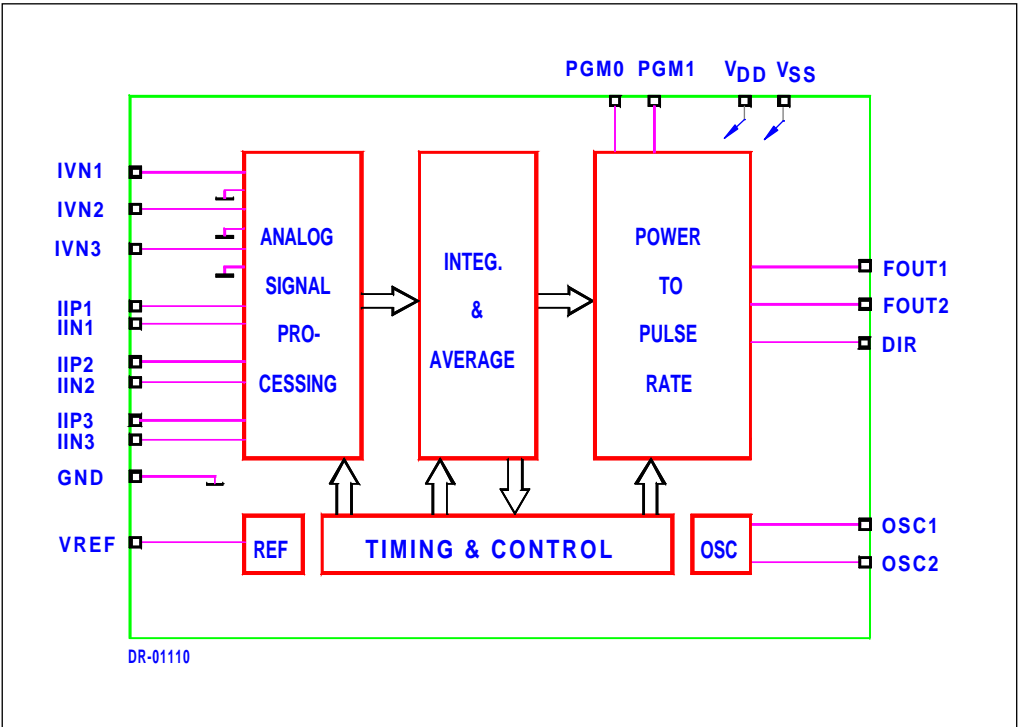 PGM0 PGM1 VDD VSS
IVN1
IVN2
IVN3
IIP1
IIN1
IIP2
IIN2
IIP3
IIN3
GND
VREF
ANALOG
SIGNAL
PRO-
CESSING
INTEG.
&
AVERAGE
POWER
TO
PULSE
RATE
FOUT1
FOUT2
DIR
REF
TIMING & CONTROL
OSC
OSC1
OSC2
DR-01110